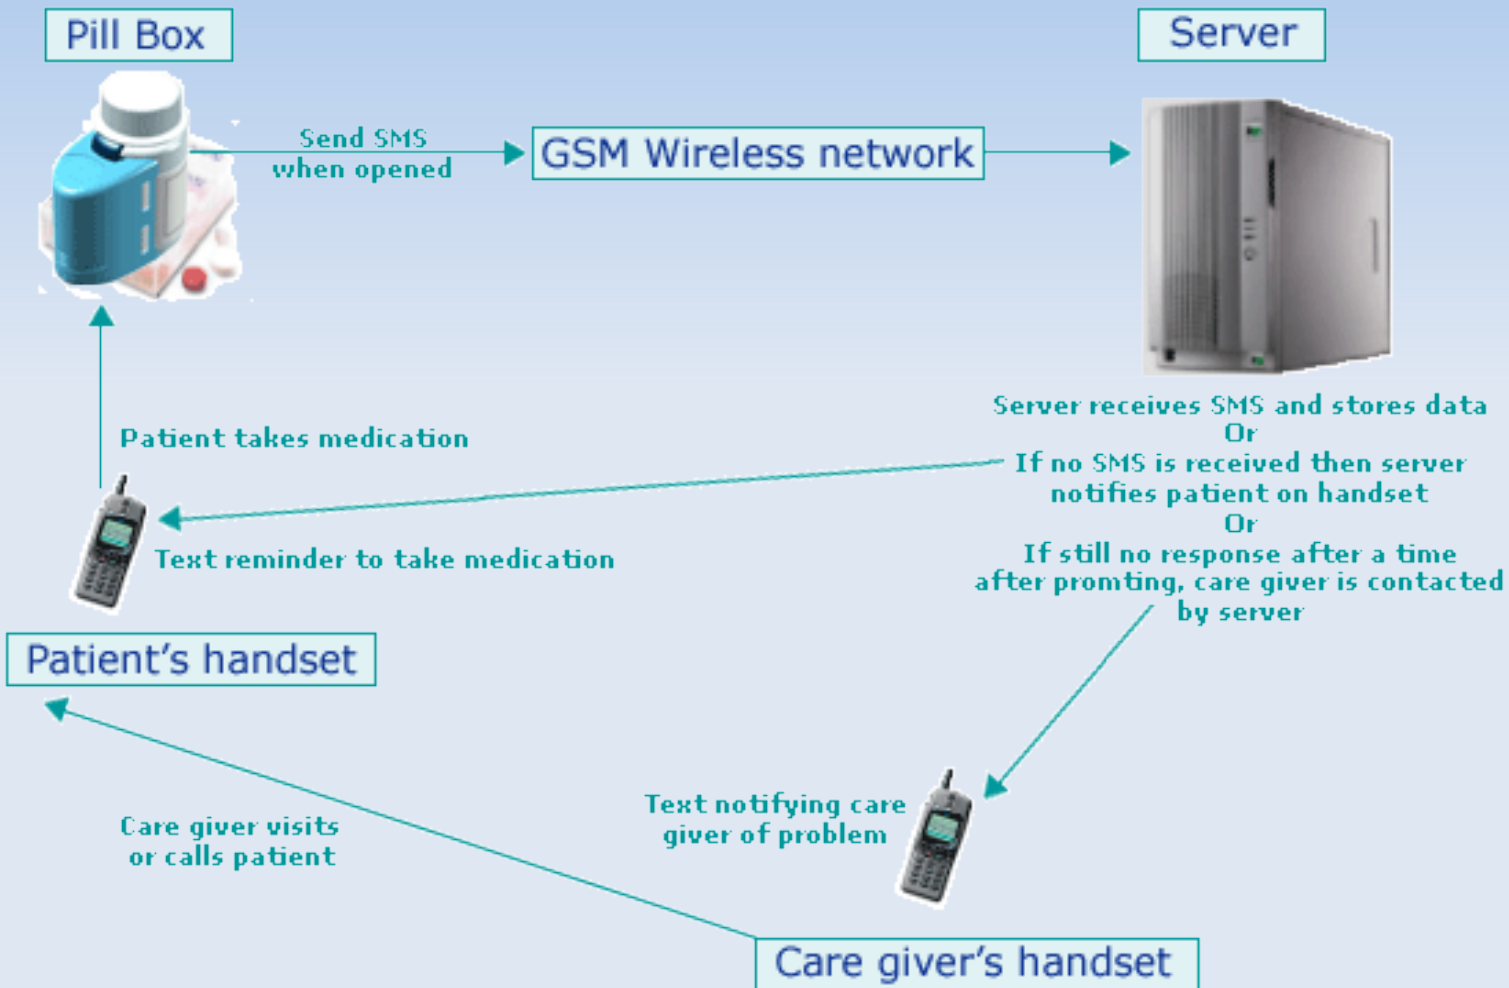 Pill Box
Server
Send SMS
when opened
GSM Wireless network
Server receives SMS and stores data
Or
If no SMS is received then server
notifies patient on handset
Or
If still no response after a time
after promting, care giver is contacted
by server
Patient takes medication
Text reminder to take medication
Patient's handset
Text notifying care
giver of problem
Care giver visits
or calls patient
Care giver's handset